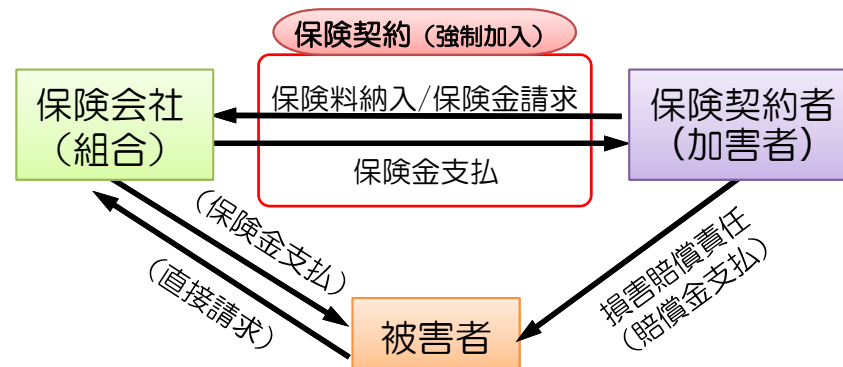 保険契約（強制加入）
保険会社
（組合）
保険料納入/保険金請求
保険金支払
保険契約者
（加害者）
（保険金支払）
（直接請求）
損害賠償責任
（賠償金支払）
被害者